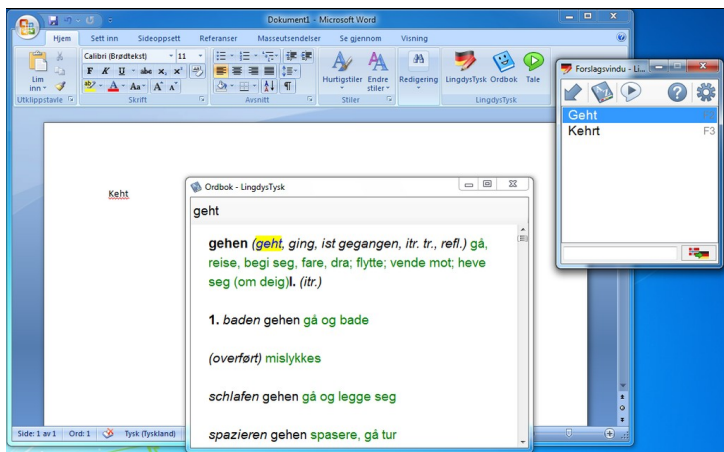 Dokument1 - Microsoft Word
Hjem Sett inn Sideoppsett Referanser Masseutsendelser Se gjennom Visning
Calibri (Brødtekst) 11
Lim inn
F K U abc x, x²
Aa A A
Hurtigstiler Endre stiler
Redigering LingdysTysk Ordbok Tale
Utklippstavle Skrift Avsnitt Stiler LingdysTysk
Forslagsvindu - Li...
Geht F2
Kehrt F3
Keht
Ordbok - LingdysTysk
geht
gehen (geht, ging, ist gegangen, itr. tr., refl.) gå,
reise, begi seg, fare, dra; flytte; vende mot; heve
seg (om deig)I. (itr.)
1. baden gehen gå og bade
(overført) mislykkes
schlafen gehen gå og legge seg
spazieren gehen spasere, gå tur
Side: 1 av 1 Ord: 1 Tysk (Tyskland)